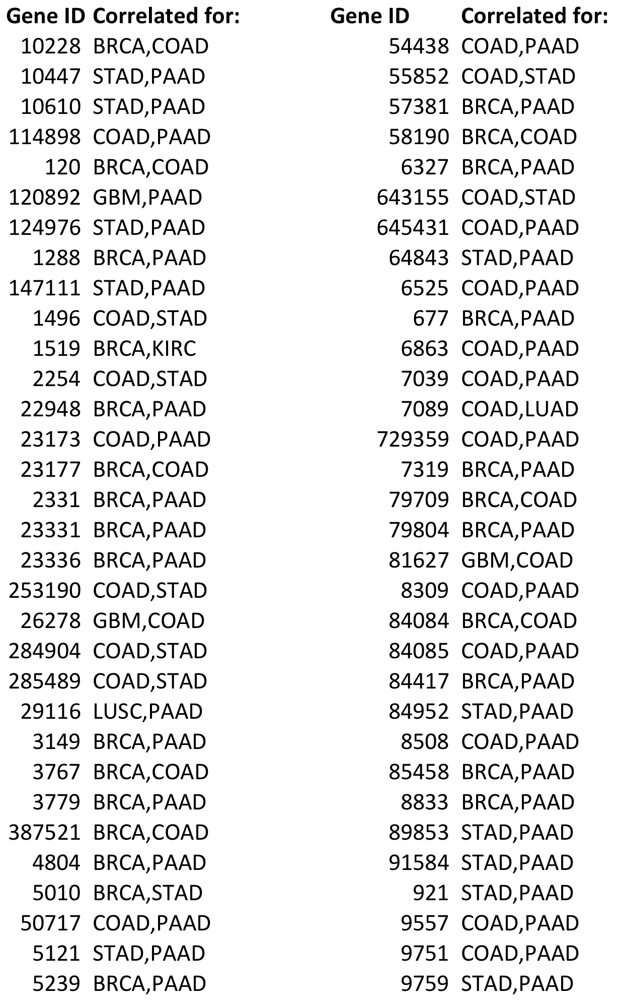 Gene ID Correlated for:
10228 BRCA,COAD
10447 STAD,PAAD
10610 STAD,PAAD
114898 COAD,PAAD
120 BRCA,COAD
120892 GBM,PAAD
124976 STAD,PAAD
1288 BRCA,PAAD
147111 STAD,PAAD
1496 COAD,STAD
1519 BRCA,KIRC
2254 COAD,STAD
22948 BRCA,PAAD
23173 COAD,PAAD
23177 BRCA,COAD
2331 BRCA,PAAD
23331 BRCA,PAAD
23336 BRCA,PAAD
253190 COAD,STAD
26278 GBM,COAD
284904 COAD,STAD
285489 COAD,STAD
29116 LUSC,PAAD
3149 BRCA,PAAD
3767 BRCA,COAD
3779 BRCA,PAAD
387521 BRCA,COAD
4804 BRCA,PAAD
5010 BRCA,STAD
50717 COAD,PAAD
5121 STAD,PAAD
5239 BRCA,PAAD
Gene ID Correlated for:
54438 COAD,PAAD
55852 COAD,STAD
57381 BRCA,PAAD
58190 BRCA,COAD
6327 BRCA,PAAD
643155 COAD,STAD
645431 COAD,PAAD
64843 STAD,PAAD
6525 COAD,PAAD
677 BRCA,PAAD
6863 COAD,PAAD
7039 COAD,PAAD
7089 COAD,LUAD
729359 COAD,PAAD
7319 BRCA,PAAD
79709 BRCA,COAD
79804 BRCA,PAAD
81627 GBM,COAD
8309 COAD,PAAD
84084 BRCA,COAD
84085 COAD,PAAD
84417 BRCA,PAAD
84952 STAD,PAAD
8508 COAD,PAAD
85458 BRCA,PAAD
8833 BRCA,PAAD
89853 STAD,PAAD
91584 STAD,PAAD
921 STAD,PAAD
9557 COAD,PAAD
9751 COAD,PAAD
9759 STAD,PAAD